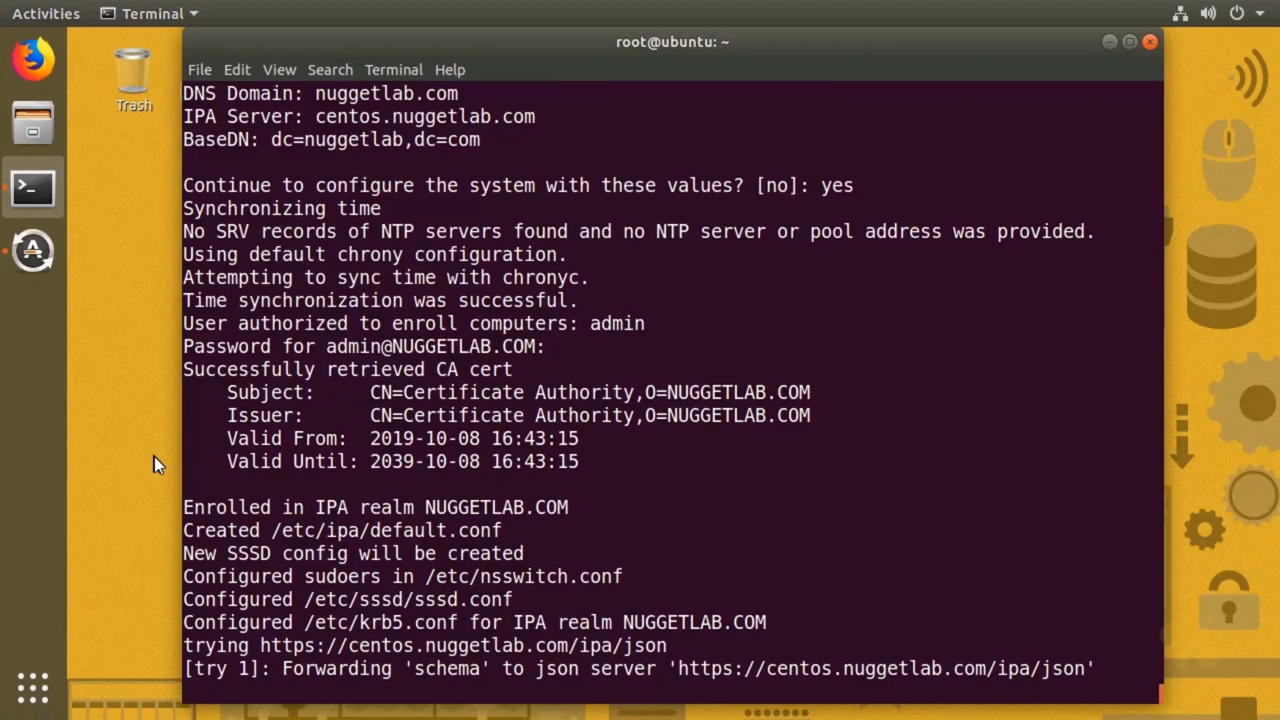 Activities
Terminal
root@ubuntu: ~
File Edit View Search Terminal Help
Trash
DNS Domain: nuggetlab.com
IPA Server: centos.nuggetlab.com
BaseDN: dc=nuggetlab,dc=com
Continue to configure the system with these values? [no]: yes
Synchronizing time
No SRV records of NTP servers found and no NTP server or pool address was provided.
Using default chrony configuration.
Attempting to sync time with chronyc.
Time synchronization was successful.
User authorized to enroll computers: admin
Password for admin@NUGGETLAB.COM:
Successfully retrieved CA cert
Subject: CN=Certificate Authority,O=NUGGETLAB.COM
Issuer: CN=Certificate Authority,O=NUGGETLAB.COM
Valid From: 2019-10-08 16:43:15
Valid Until: 2039-10-08 16:43:15
Enrolled in IPA realm NUGGETLAB.COM
Created /etc/ipa/default.conf
New SSSD config will be created
Configured sudoers in /etc/nsswitch.conf
Configured /etc/sssd/sssd.conf
Configured /etc/krb5.conf for IPA realm NUGGETLAB.COM
trying https://centos.nuggetlab.com/ipa/json
[try 1]: Forwarding 'schema' to json server 'https://centos.nuggetlab.com/ipa/json'